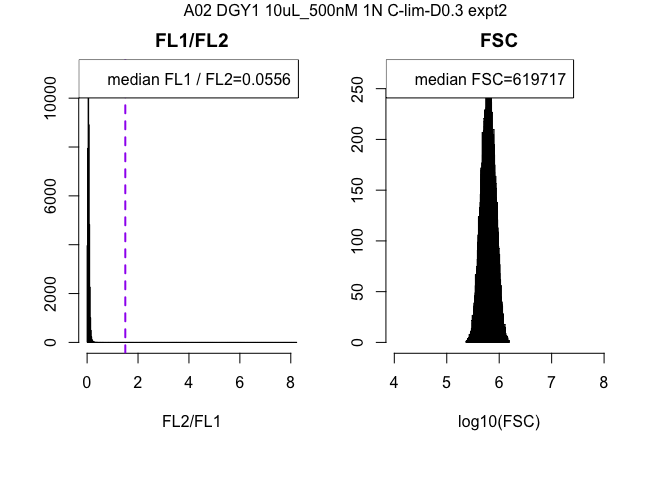 A02 DGY1 10uL_500nM 1N C-lim-D0.3 expt2
FL1/FL2
median FL1 / FL2=0.0556
10000
6000
2000
0
0 2 4 6 8
FL2/FL1
FSC
median FSC=619717
250
200
150
100
50
0
4 5 6 7 8
log10(FSC)